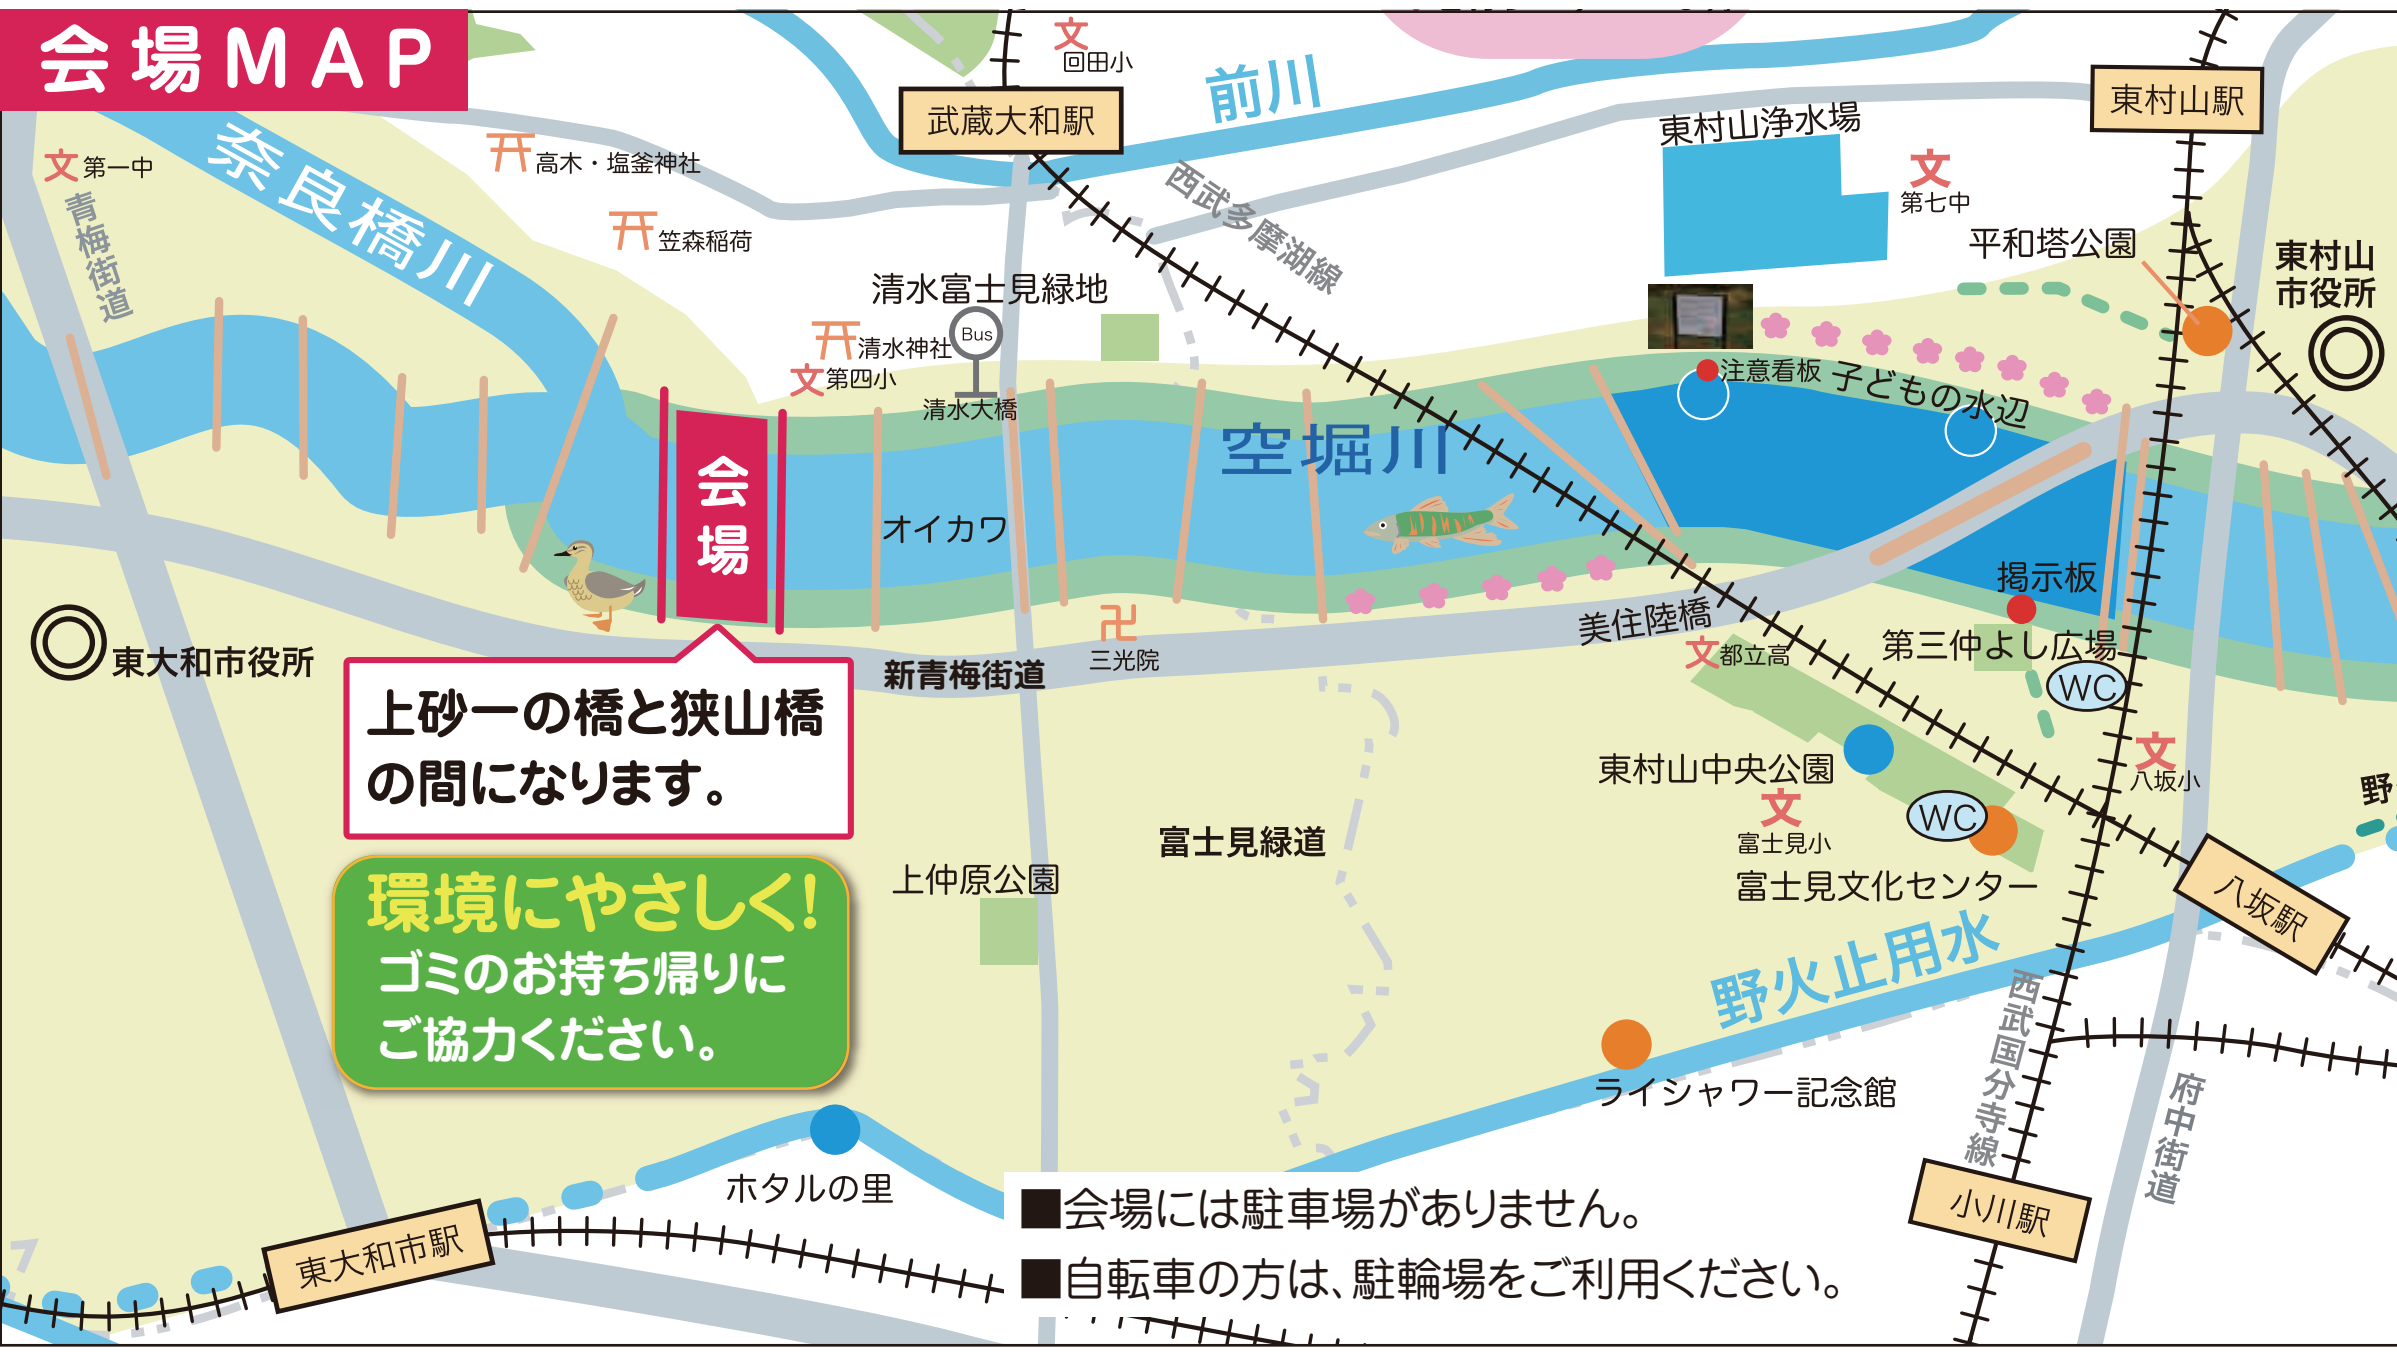 会場MAP
回田小
前川
武蔵大和駅
東村山駅
東村山浄水場
第七中
第一中
青梅街道
奈良橋川
高木・塩釜神社
笠森稲荷
西武多摩湖線
平和塔公園
東村山
市役所
清水富士見緑地
Bus
清水神社
第四小
清水大橋
注意看板
子どもの水辺
空堀川
会場
オイカワ
掲示板
美住陸橋
第三仲よし広場
WC
都立高
三光院
新青梅街道
東大和市役所
上砂一の橋と狭山橋
の間になります。
東村山中央公園
八坂小
野
WC
富士見小
富士見文化センター
富士見緑道
上仲原公園
八坂駅
環境にやさしく!
ゴミのお持ち帰りに
ご協力ください。
野火止用水
西武国分寺線
ライシャワー記念館
府中街道
ホタルの里
小川駅
東大和市駅
■会場には駐車場がありません。
■自転車の方は、駐輪場をご利用ください。